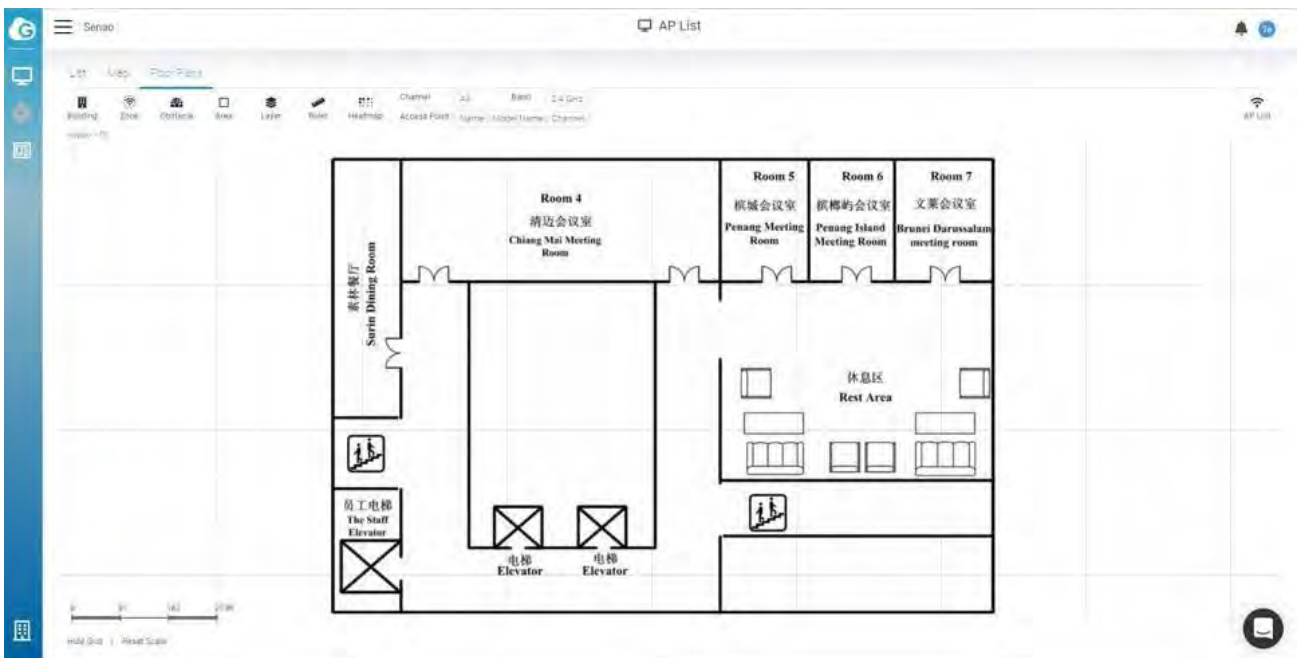 Senao
AP List
List Map Floor Plans
Building Zone Obstacle Area Layer Ruler Heatmap
Channel All Band 2.4 GHz
Access Point Name Model Name Channel
AP List
Room 4
清迈会议室
Chiang Mai Meeting
Room
Room 5
槟城会议室
Penang Meeting
Room
Room 6
槟榔屿会议室
Penang Island
Meeting Room
Room 7
文莱会议室
Brunei Darussalam
meeting room
素林餐厅
Surin Dining Room
休息区
Rest Area
员工电梯
The Staff
Elevator
电梯
Elevator
电梯
Elevator
0 91 182
Hide Grid | Reset Scale